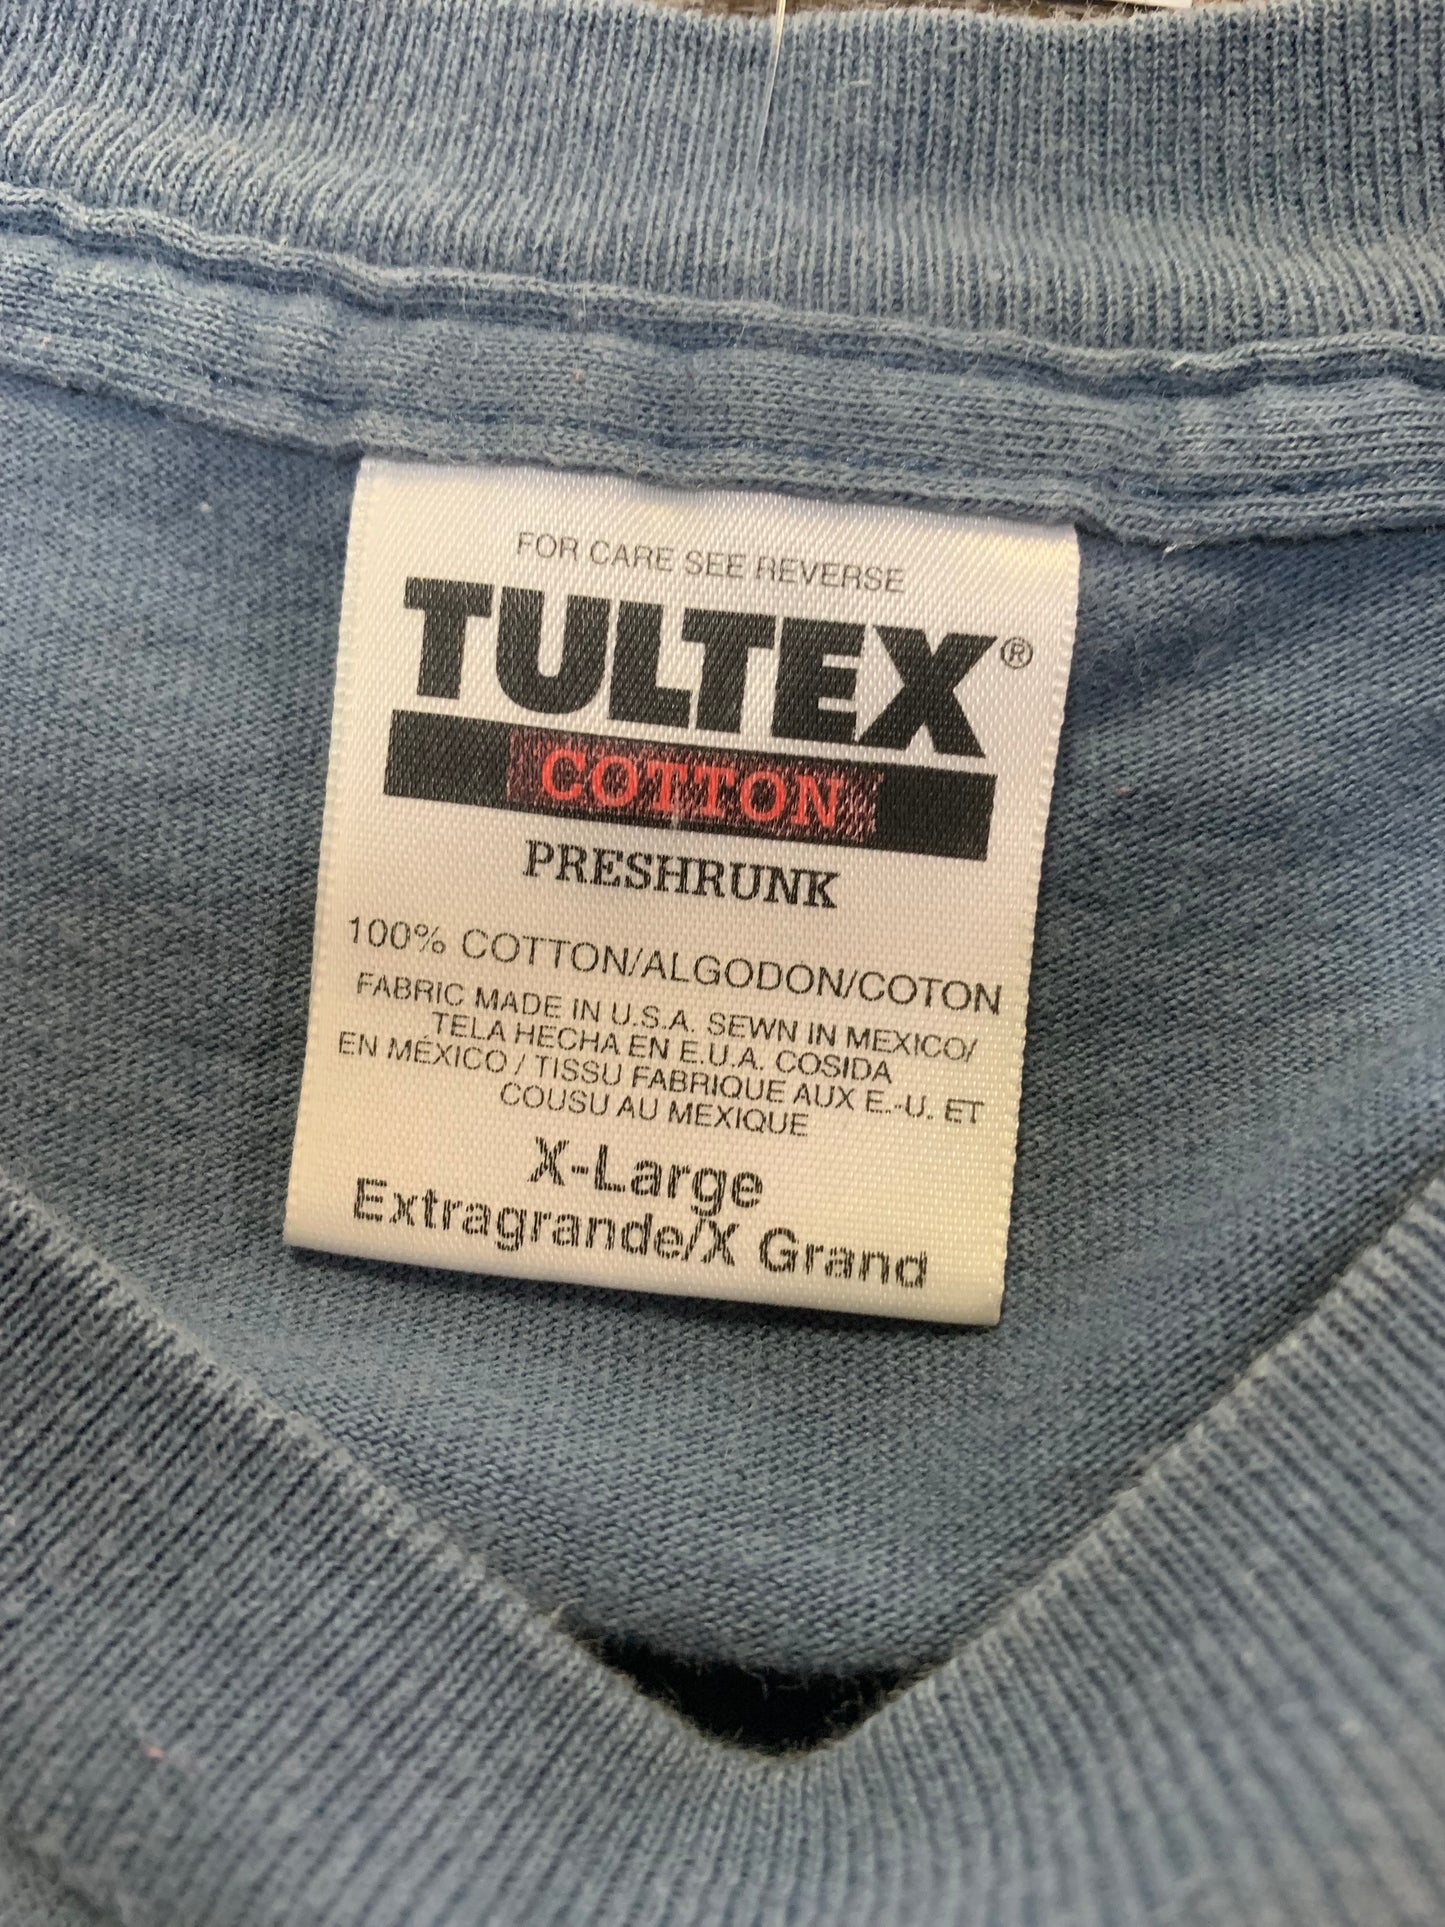 FOR CARE SEE REVERSE
TULTEX®
COTTON
PRESHRUNK
100% COTTON/ALGODÓN/COTON
FABRIC MADE IN U.S.A. SEWN IN MEXICO/
TELA HECHA EN E.U.A. COSIDA
EN MÉXICO / TISSU FABRIQUE AUX E.-U. ET
COUSU AU MEXIQUE
X-Large
Extragrande/X Grand